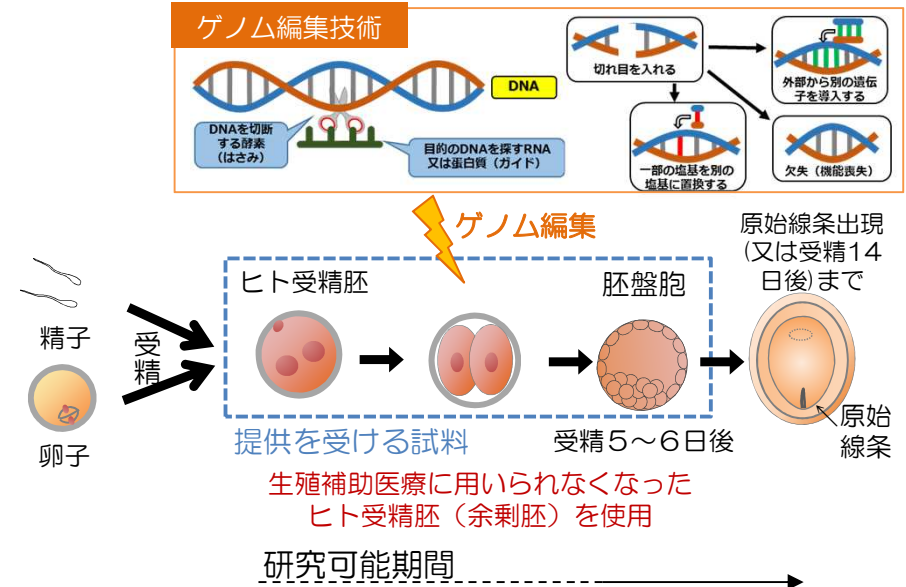 ゲノム編集技術
DNA
DNAを切断
する酵素
(はさみ)
目的のDNAを探すRNA
又は蛋白質(ガイド)
切れ目を入れる
外部から別の遺伝
子を導入する
一部の塩基を別の
塩基に置換する
欠失(機能喪失)
ゲノム編集
原始線条出現
(又は受精14
日後)まで
精子
卵子
受精
ヒト受精胚
胚盤胞
提供を受ける試料
受精5~6日後
原始
線条
生殖補助医療に用いられなくなった
ヒト受精胚(余剰胚)を使用
研究可能期間